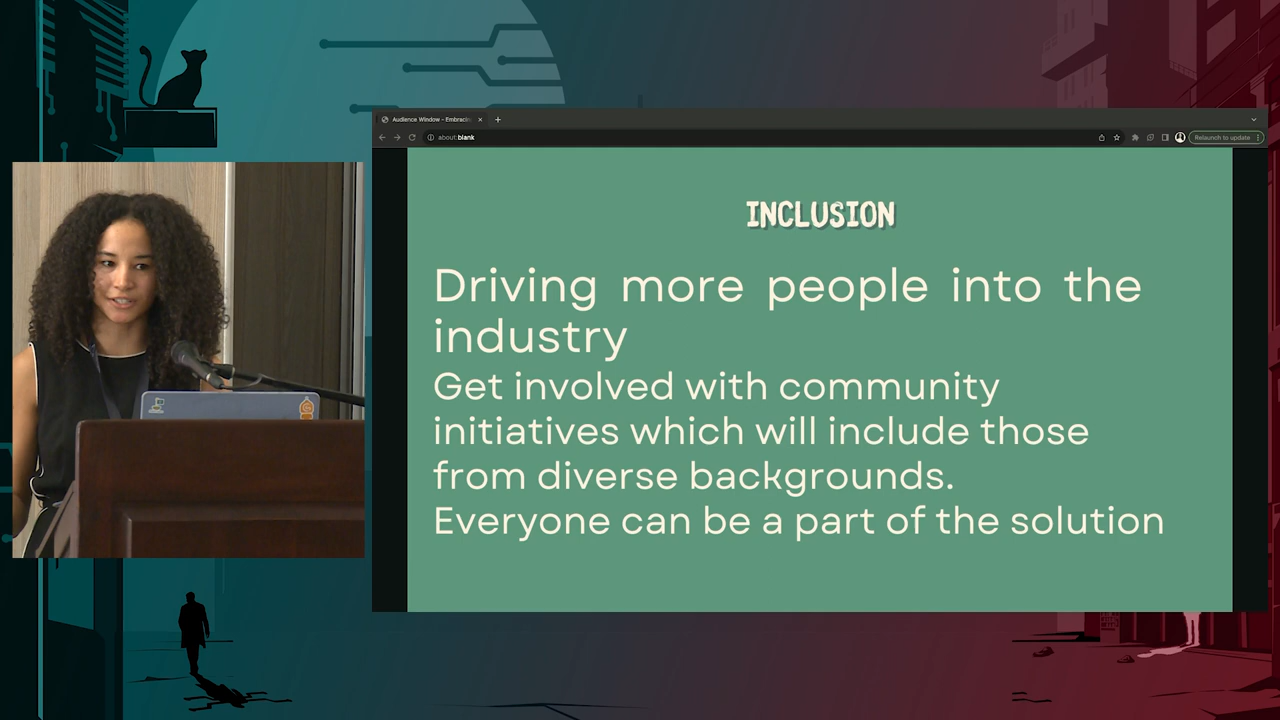 Audience Window - Embracin
about:blank
Relaunch to update
INCLUSION
Driving more people into the
industry
Get involved with community
initiatives which will include those
from diverse backgrounds.
Everyone can be a part of the solution